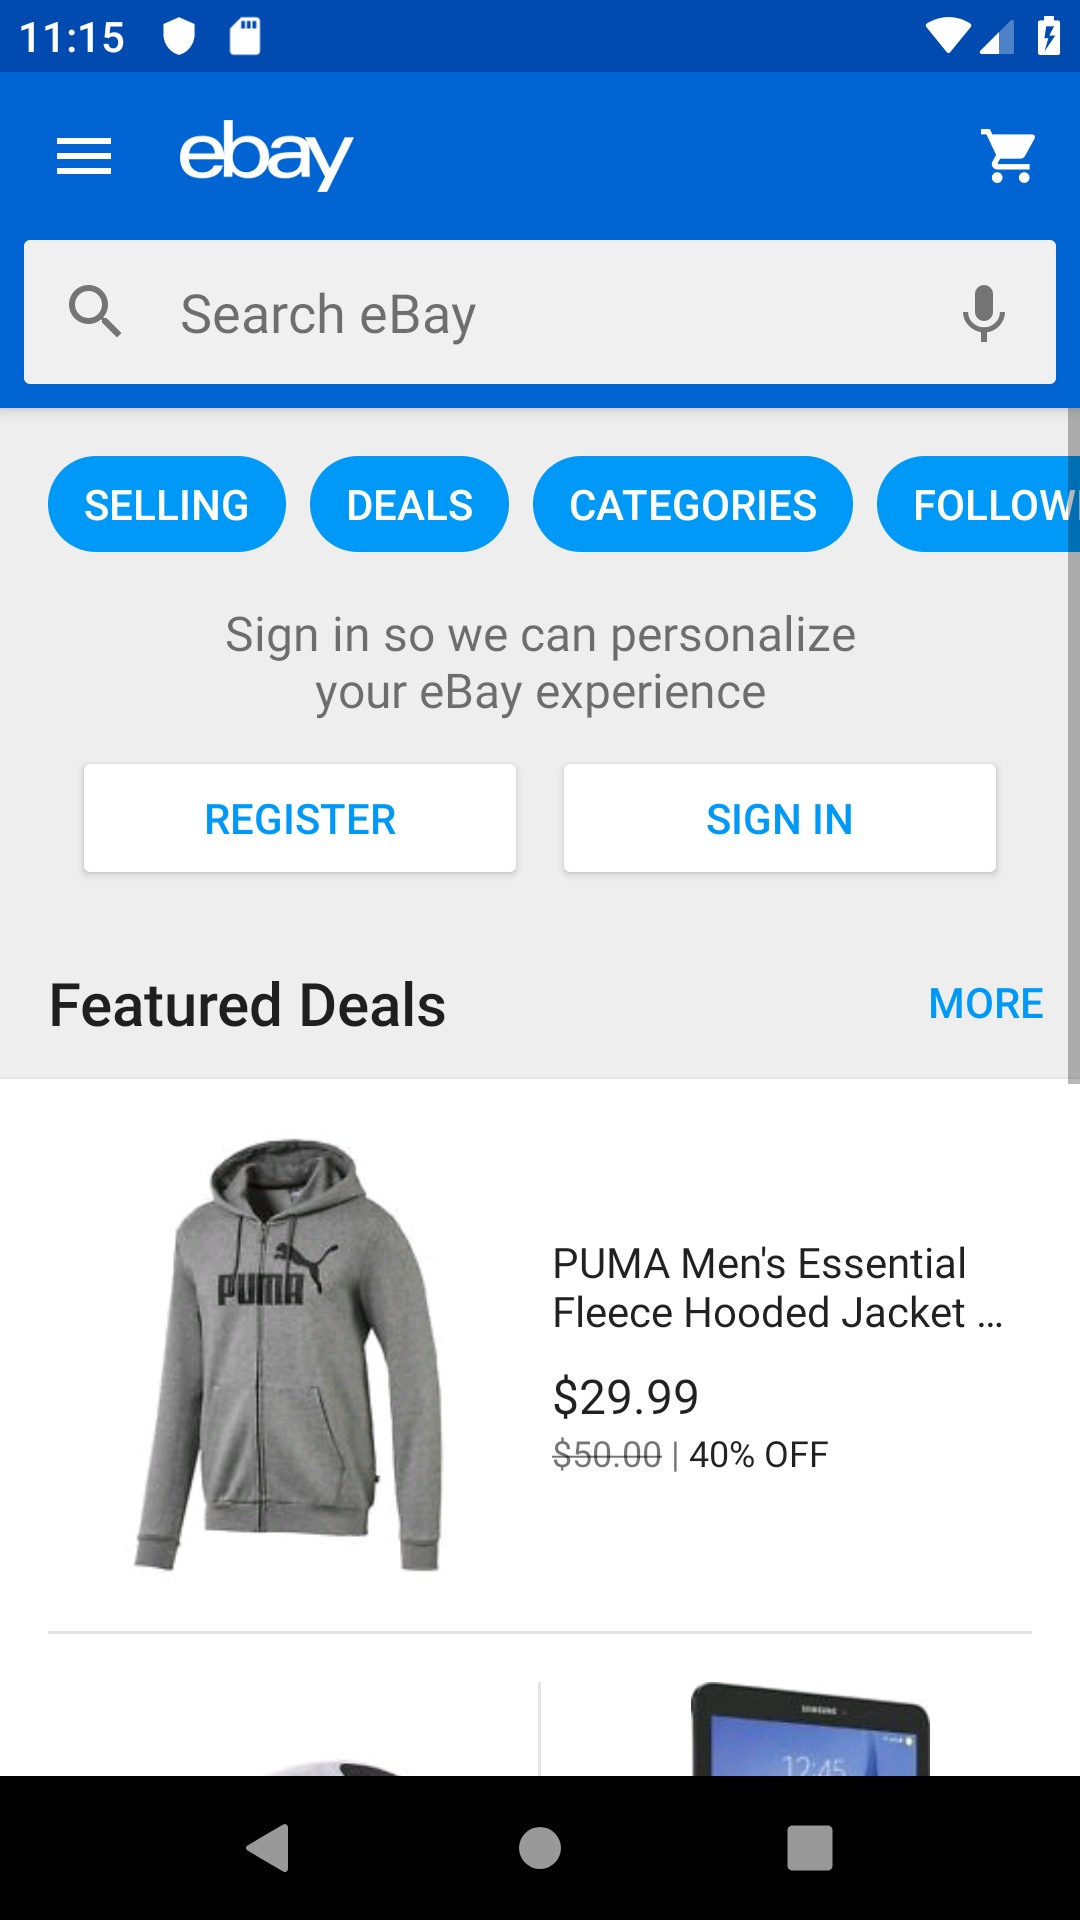 11:15
ebay
Search eBay
SELLING
DEALS
CATEGORIES
FOLLOW
Sign in so we can personalize
your eBay experience
REGISTER
SIGN IN
Featured Deals
MORE
PUMA
PUMA Men's Essential
Fleece Hooded Jacket ...
$29.99
$50.00 | 40% OFF
SAMSUNG
12:45